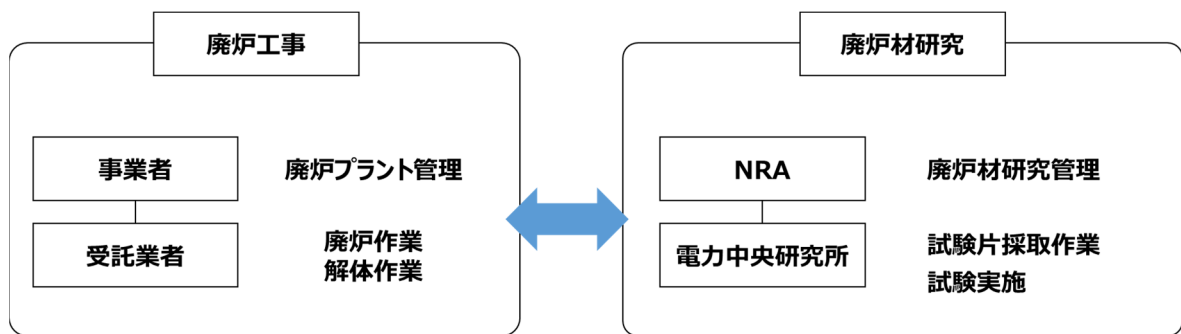 廃炉工事
事業者
廃炉プラント管理
受託業者
廃炉作業
解体作業
廃炉材研究
NRA
廃炉材研究管理
電力中央研究所
試験片採取作業
試験実施